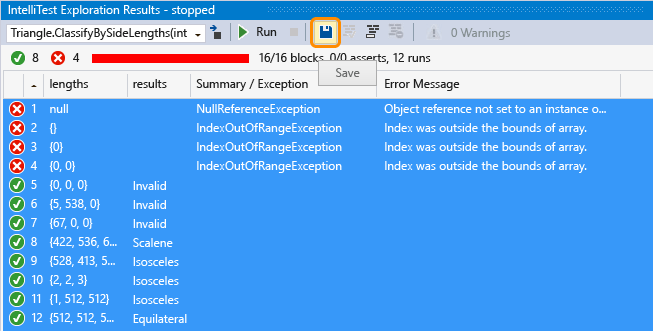 IntelliTest Exploration Results - stopped
Triangle.ClassifyBySideLengths(int Run 0 Warnings
8 4 16/16 blocks, 0/0 asserts, 12 runs
Save
lengths results Summary / Exception Error Message
1 null NullReferenceException Object reference not set to an instance o...
2 {} IndexOutOfRangeException Index was outside the bounds of array.
3 {0} IndexOutOfRangeException Index was outside the bounds of array.
4 {0, 0} IndexOutOfRangeException Index was outside the bounds of array.
5 {0, 0, 0} Invalid
6 {5, 538, 0} Invalid
7 {67, 0, 0} Invalid
8 {422, 536, 6... Scalene
9 {528, 413, 5... Isosceles
10 {2, 2, 3} Isosceles
11 {1, 512, 512} Isosceles
12 {512, 512, 5... Equilateral